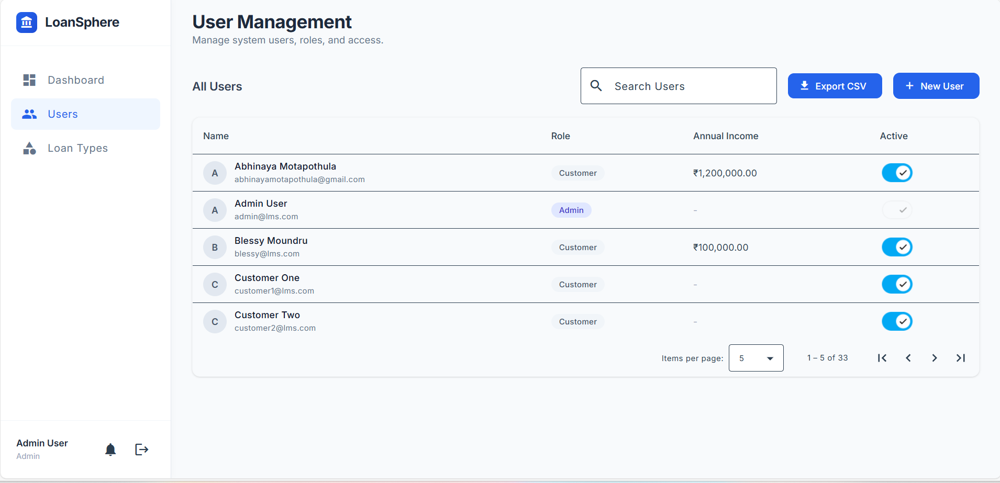 LoanSphere
Dashboard
Users
Loan Types
Admin User
Admin
User Management
Manage system users, roles, and access.
All Users
Search Users
Export CSV
+ New User
Name Role Annual Income Active
A Abhinaya Motapothula
abhinayamotapothula@gmail.com
Customer ₹1,200,000.00
A Admin User
admin@lms.com
Admin -
B Blessy Moundru
blessy@lms.com
Customer ₹100,000.00
C Customer One
customer1@lms.com
Customer -
C Customer Two
customer2@lms.com
Customer -
Items per page: 5 1 – 5 of 33